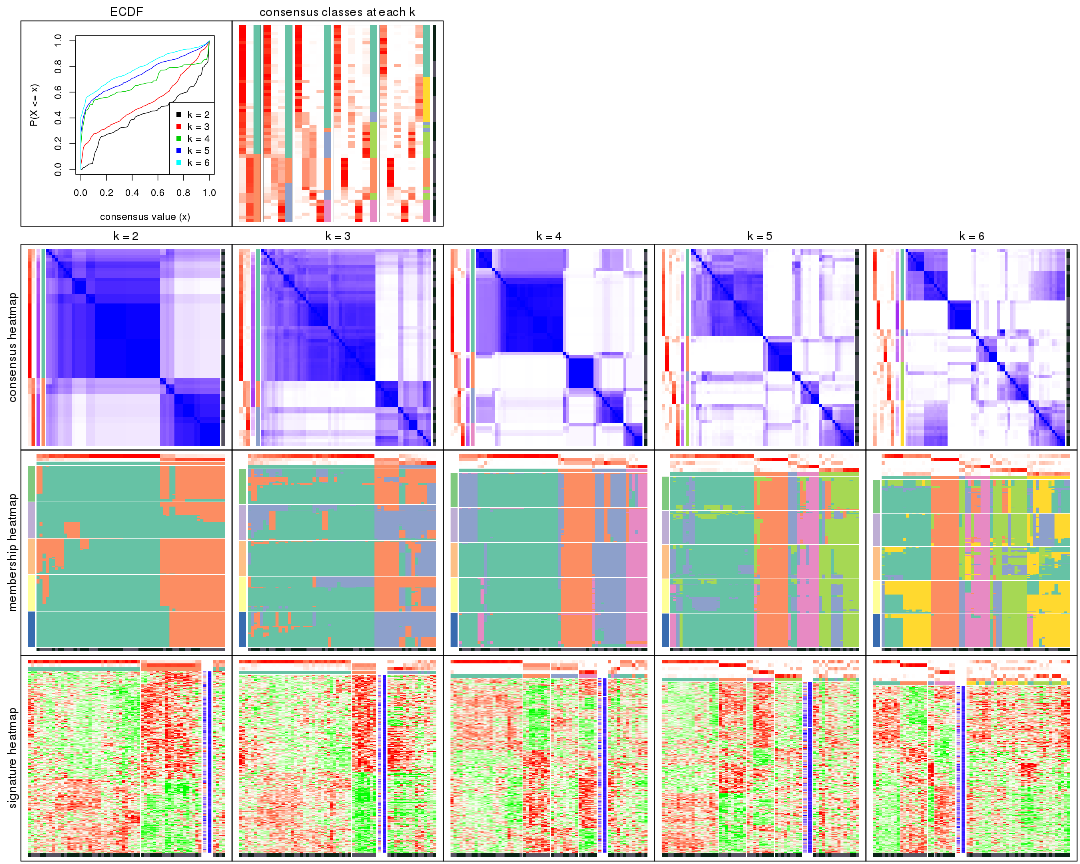 ECDF
consensus classes at each k
P(X <= x)
0.0 0.2 0.4 0.6 0.8 1.0
k = 2
k = 3
k = 4
k = 5
k = 6
0.0 0.2 0.4 0.6 0.8 1.0
consensus value (x)
k = 2 k = 3 k = 4 k = 5 k = 6
consensus heatmap
membership heatmap
signature heatmap